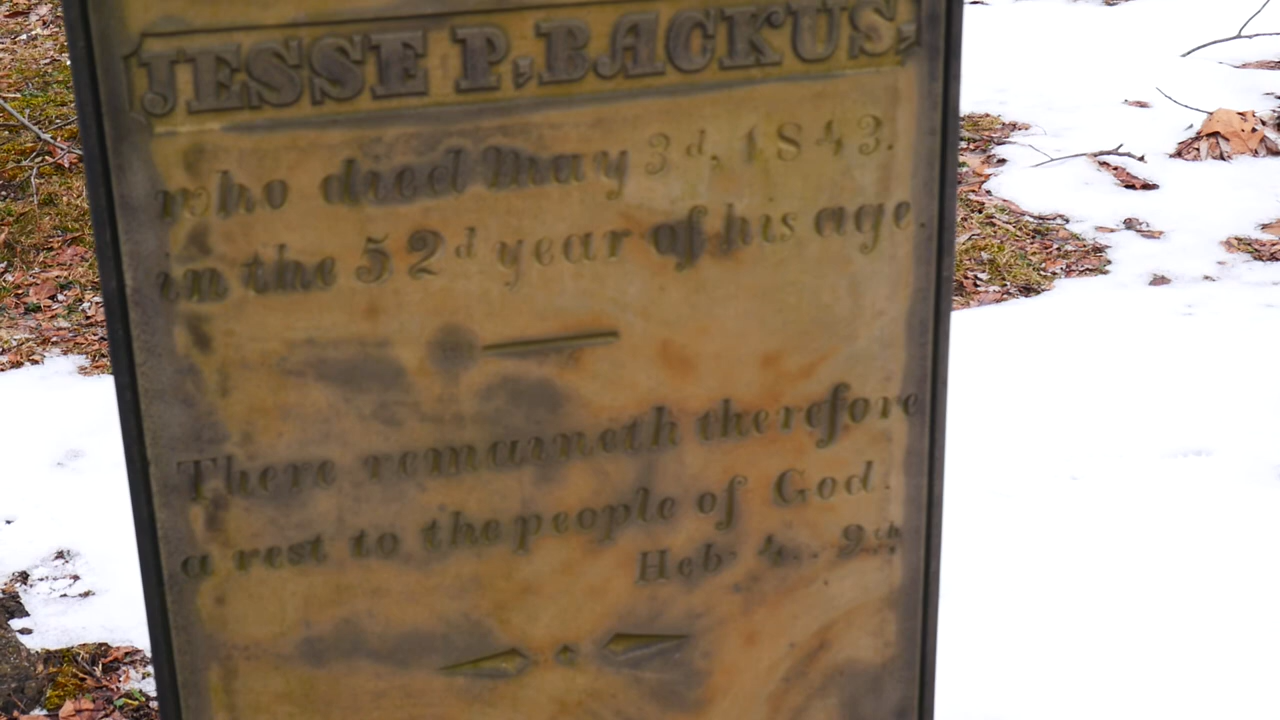 JESSE P. BACKUS,
who died May 3d, 1843.
in the 52d year of his age.
There remaineth therefore
a rest to the people of God.
Heb 4.. 9th